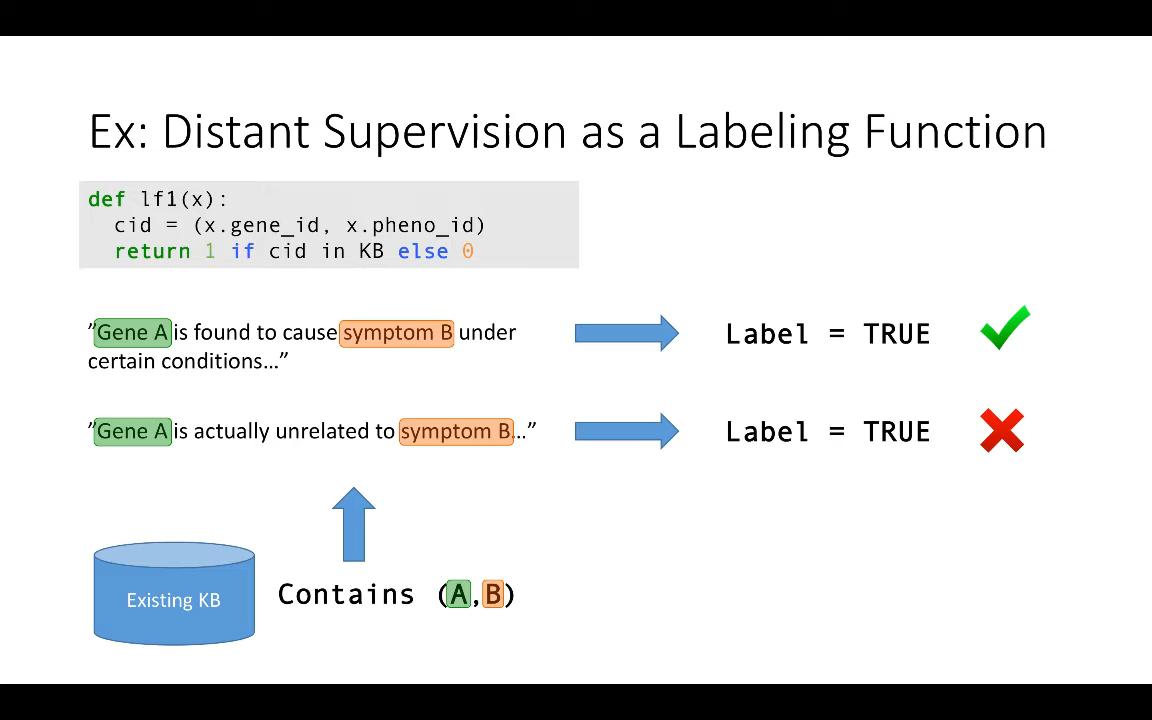 Ex: Distant Supervision as a Labeling Function
def lf1(x):
cid = (x.gene_id, x.pheno_id)
return 1 if cid in KB else 0
”Gene A is found to cause symptom B under
certain conditions…”
Label = TRUE
”Gene A is actually unrelated to symptom B…”
Label = TRUE
Existing KB
Contains (A,B)